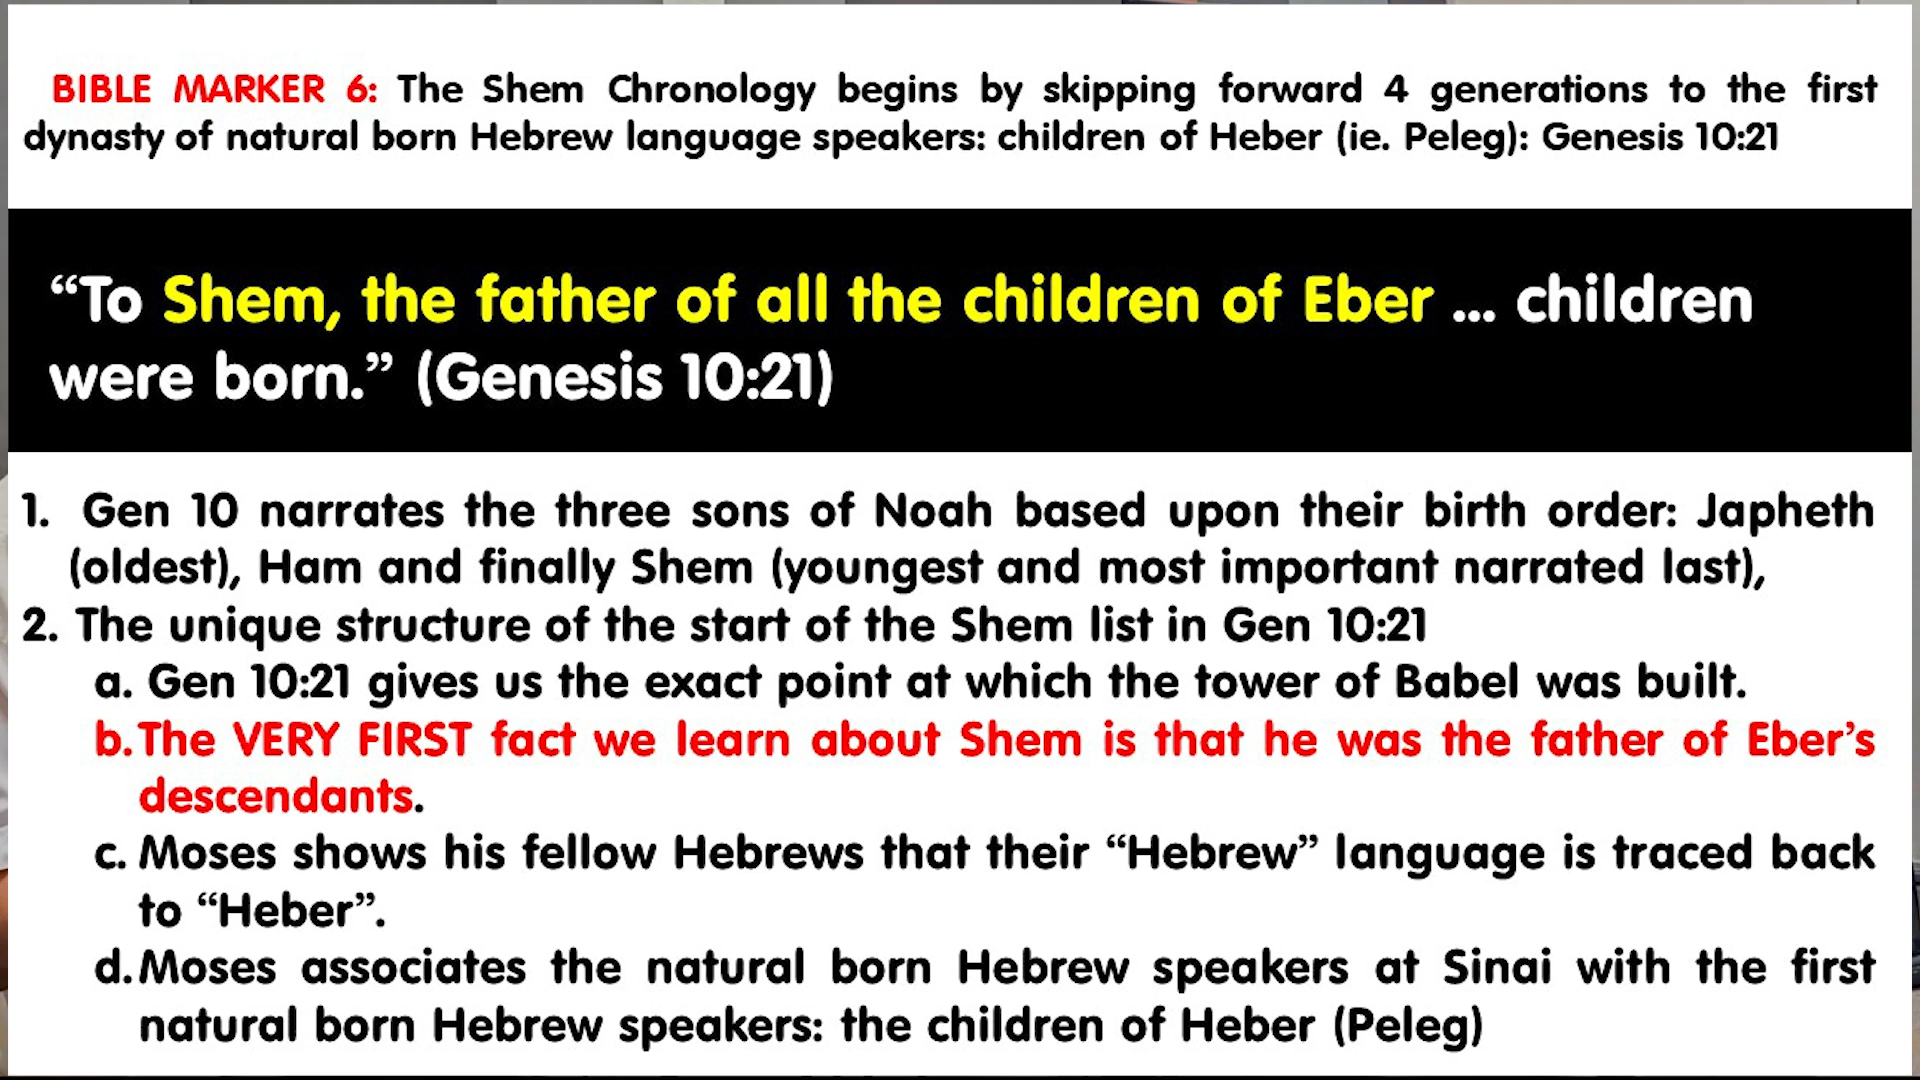 BIBLE MARKER 6: The Shem Chronology begins by skipping forward 4 generations to the first
dynasty of natural born Hebrew language speakers: children of Heber (ie. Peleg): Genesis 10:21
“To Shem, the father of all the children of Eber ... children
were born.” (Genesis 10:21)
1. Gen 10 narrates the three sons of Noah based upon their birth order: Japheth
(oldest), Ham and finally Shem (youngest and most important narrated last),
2. The unique structure of the start of the Shem list in Gen 10:21
a. Gen 10:21 gives us the exact point at which the tower of Babel was built.
b. The VERY FIRST fact we learn about Shem is that he was the father of Eber’s
descendants.
c. Moses shows his fellow Hebrews that their “Hebrew” language is traced back
to “Heber”.
d. Moses associates the natural born Hebrew speakers at Sinai with the first
natural born Hebrew speakers: the children of Heber (Peleg)